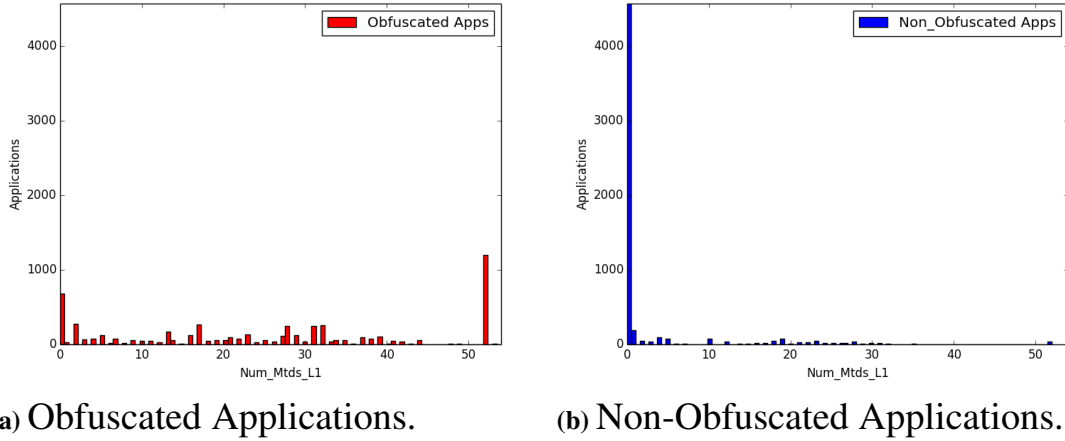 Obfuscated Apps
4000
3000
2000
1000
0
Applications
0 10 20 30 40 50
Num_Mtds_L1
a) Obfuscated Applications.
Non_Obfuscated Apps
4000
3000
2000
1000
0
Applications
0 10 20 30 40 50
Num_Mtds_L1
(b) Non-Obfuscated Applications.